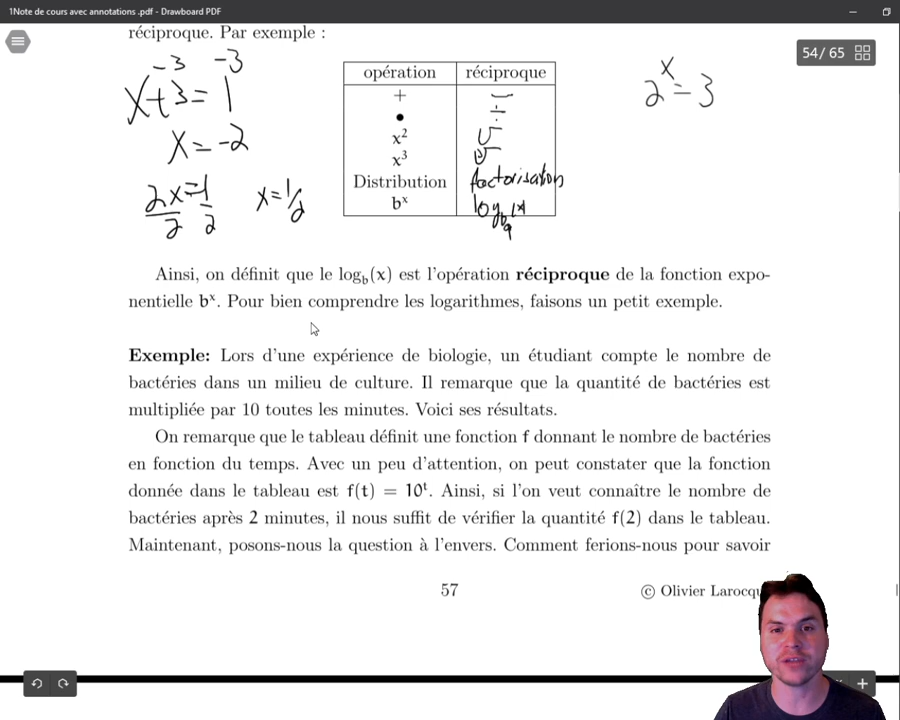 1Note de cours avec annotations .pdf - Drawboard PDF
réciproque. Par exemple :
54 / 65
-3 -3
x+3=1
x=-2
2x=1
2 2
x=1/2
2^x=3
opération réciproque
+ −
• ÷
x² √
x³ ∛
Distribution factorisation
bˣ
Ainsi, on définit que le log_b(x) est l'opération réciproque de la fonction expo-
nentielle bˣ. Pour bien comprendre les logarithmes, faisons un petit exemple.
Exemple: Lors d'une expérience de biologie, un étudiant compte le nombre de
bactéries dans un milieu de culture. Il remarque que la quantité de bactéries est
multipliée par 10 toutes les minutes. Voici ses résultats.
On remarque que le tableau définit une fonction f donnant le nombre de bactéries
en fonction du temps. Avec un peu d'attention, on peut constater que la fonction
donnée dans le tableau est f(t) = 10ᵗ. Ainsi, si l'on veut connaître le nombre de
bactéries après 2 minutes, il nous suffit de vérifier la quantité f(2) dans le tableau.
Maintenant, posons-nous la question à l'envers. Comment ferions-nous pour savoir
57
© Olivier Larocqu